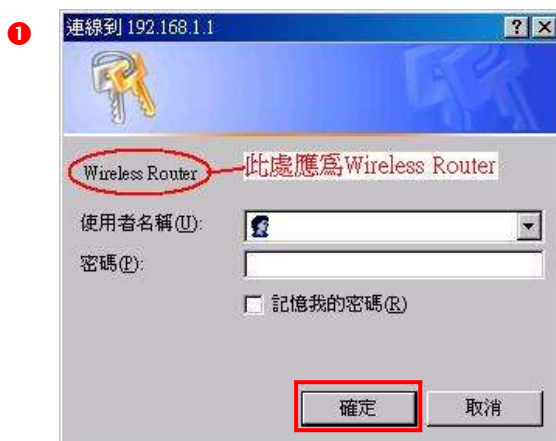 ❶
連線到 192.168.1.1
Wireless Router 此處應為Wireless Router
使用者名稱(U):
密碼(P):
記憶我的密碼(R)
確定 取消